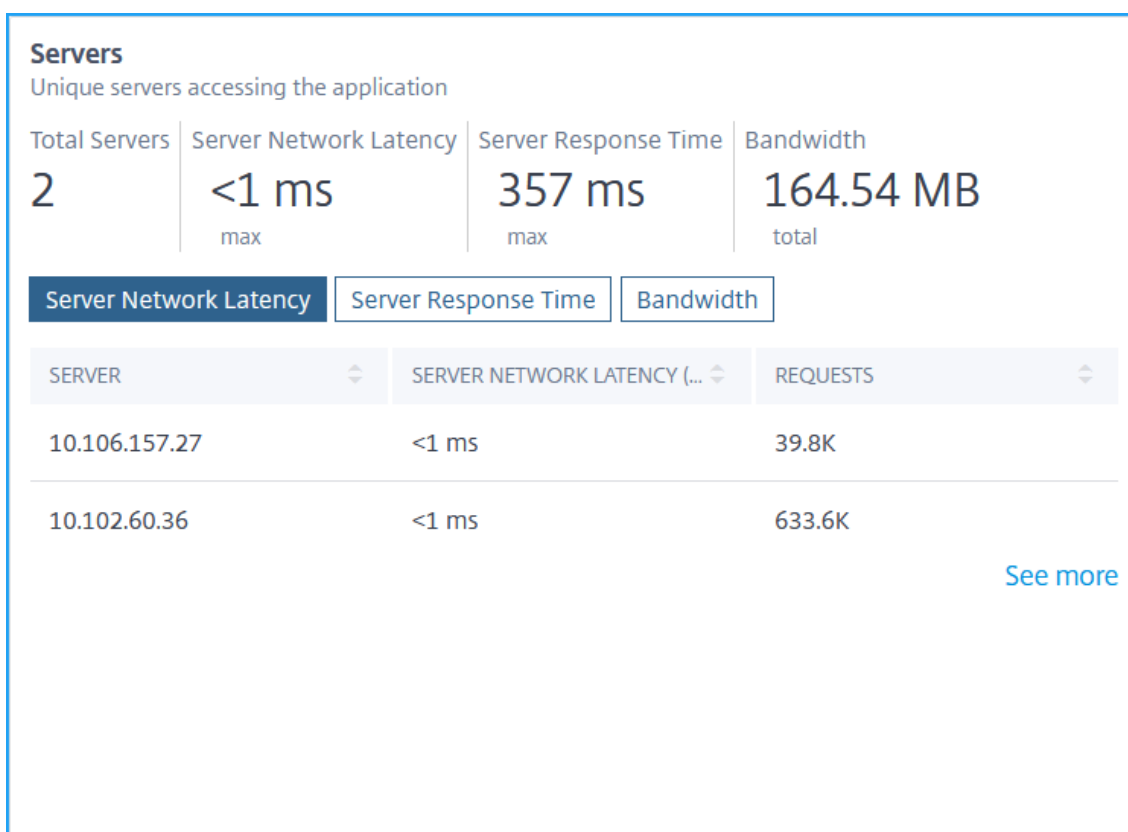 Servers
Unique servers accessing the application
Total Servers Server Network Latency Server Response Time Bandwidth
2 <1 ms 357 ms 164.54 MB
max max total
Server Network Latency Server Response Time Bandwidth
SERVER SERVER NETWORK LATENCY (... REQUESTS
10.106.157.27 <1 ms 39.8K
10.102.60.36 <1 ms 633.6K
See more